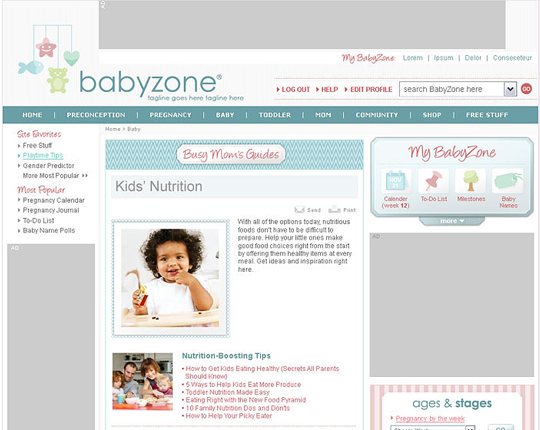 2
My BabyZone Lorem | Ipsum | Dolor | Consecteteur
babyzone®
tagline goes here tagline here
LOG OUT HELP EDIT PROFILE search BabyZone here GO
HOME | PRECONCEPTION | PREGNANCY | BABY | TODDLER | MOM | COMMUNITY | SHOP | FREE STUFF
Site Favorites
Free Stuff
Playtime Tips
Gender Predictor
More Most Popular >>
Most Popular
Pregnancy Calendar
Pregnancy Journal
To-Do List
Baby Name Polls
AD
Home > Baby
Busy Mom's Guides
Kids' Nutrition
Send Print
With all of the options today, nutritious
foods don't have to be difficult to
prepare. Help your little ones make
good food choices right from the start
by offering them healthy items at every
meal. Get ideas and inspiration right
here.
Nutrition-Boosting Tips
• How to Get Kids Eating Healthy (Secrets All Parents
Should Know)
• 5 Ways to Help Kids Eat More Produce
• Toddler Nutrition Made Easy
• Eating Right with the New Food Pyramid
• 10 Family Nutrition Dos and Don'ts
• How to Help Your Picky Eater
My BabyZone
NOV
Calender
(week 12)
To-Do List
Milestones
Baby
Names
more
AD
ages & stages
Pregnancy by the week